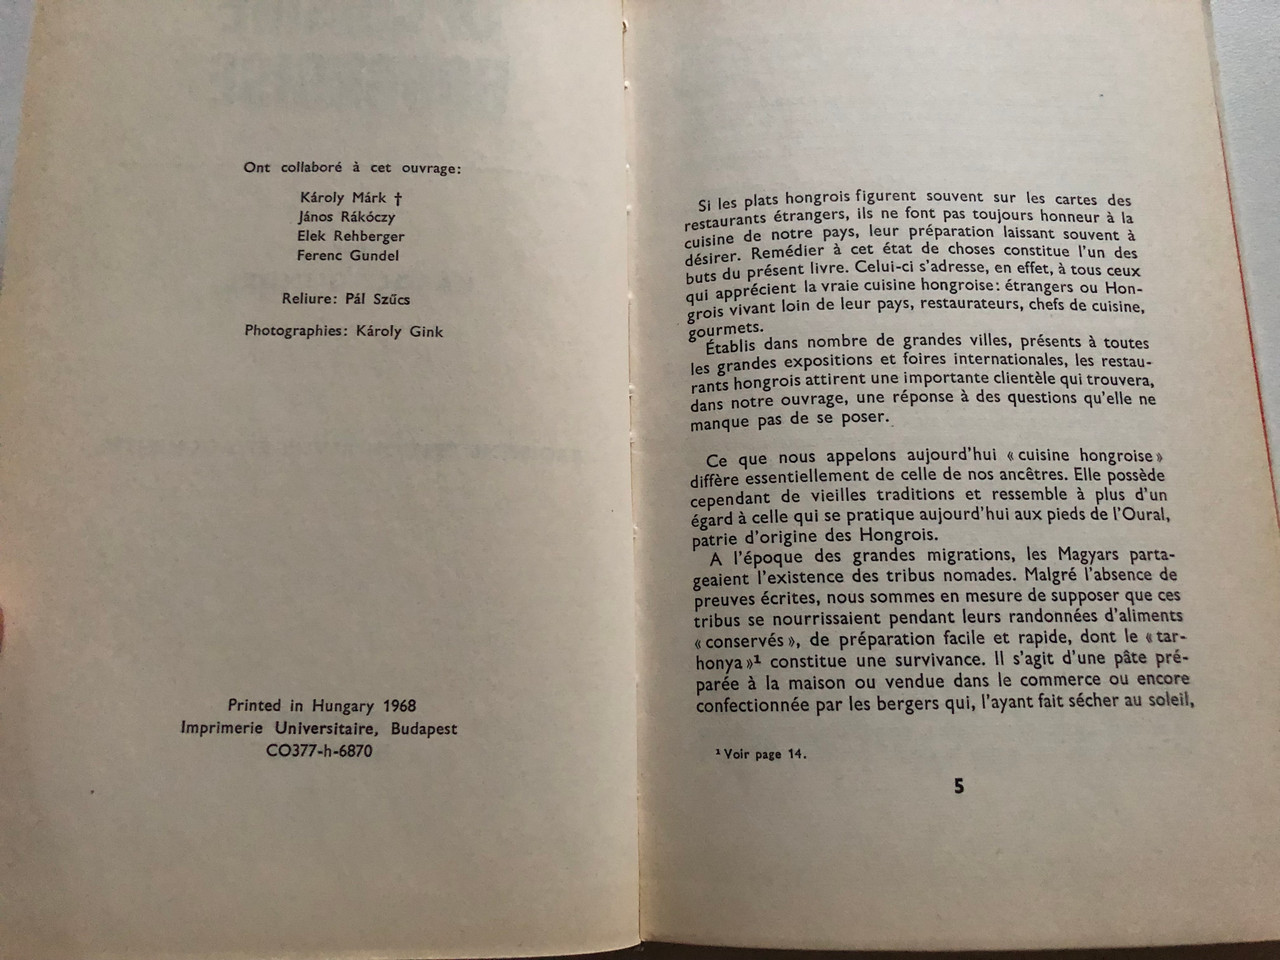 Ont collaboré à cet ouvrage:
Károly Márk †
János Rákóczy
Elek Rehberger
Ferenc Gundel
Reliure: Pál Szűcs
Photographies: Károly Gink
Printed in Hungary 1968
Imprimerie Universitaire, Budapest
CO377-h-6870
Si les plats hongrois figurent souvent sur les cartes des
restaurants étrangers, ils ne font pas toujours honneur à la
cuisine de notre pays, leur préparation laissant souvent à
désirer. Remédier à cet état de choses constitue l'un des
buts du présent livre. Celui-ci s'adresse, en effet, à tous ceux
qui apprécient la vraie cuisine hongroise: étrangers ou Hon-
grois vivant loin de leur pays, restaurateurs, chefs de cuisine,
gourmets.
Établis dans nombre de grandes villes, présents à toutes
les grandes expositions et foires internationales, les restau-
rants hongrois attirent une importante clientèle qui trouvera,
dans notre ouvrage, une réponse à des questions qu'elle ne
manque pas de se poser.
Ce que nous appelons aujourd'hui « cuisine hongroise »
diffère essentiellement de celle de nos ancêtres. Elle possède
cependant de vieilles traditions et ressemble à plus d'un
égard à celle qui se pratique aujourd'hui aux pieds de l'Oural,
patrie d'origine des Hongrois.
A l'époque des grandes migrations, les Magyars parta-
geaient l'existence des tribus nomades. Malgré l'absence de
preuves écrites, nous sommes en mesure de supposer que ces
tribus se nourrissaient pendant leurs randonnées d'aliments
« conservés », de préparation facile et rapide, dont le « tar-
honya »¹ constitue une survivance. Il s'agit d'une pâte pré-
parée à la maison ou vendue dans le commerce ou encore
confectionnée par les bergers qui, l'ayant fait sécher au soleil,
¹ Voir page 14.
5